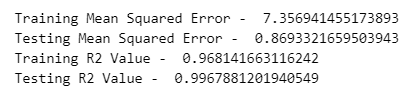 Training Mean Squared Error -  7.356941455173893
Testing Mean Squared Error -  0.8693321659503943
Training R2 Value -  0.968141663116242
Testing R2 Value -  0.9967881201940549